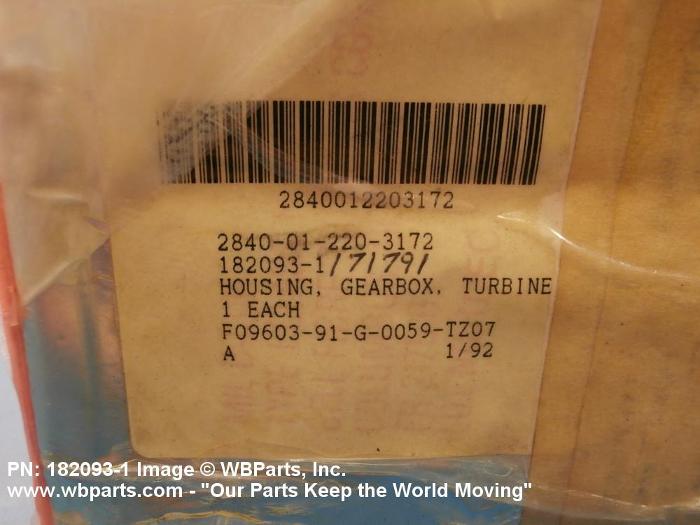 2840012203172
2840-01-220-3172
182093-1/71791
HOUSING, GEARBOX, TURBINE
1 EACH
F09603-91-G-0059-TZ07
A 1/92
PN: 182093-1 Image © WBParts, Inc.
www.wbparts.com - "Our Parts Keep the World Moving"